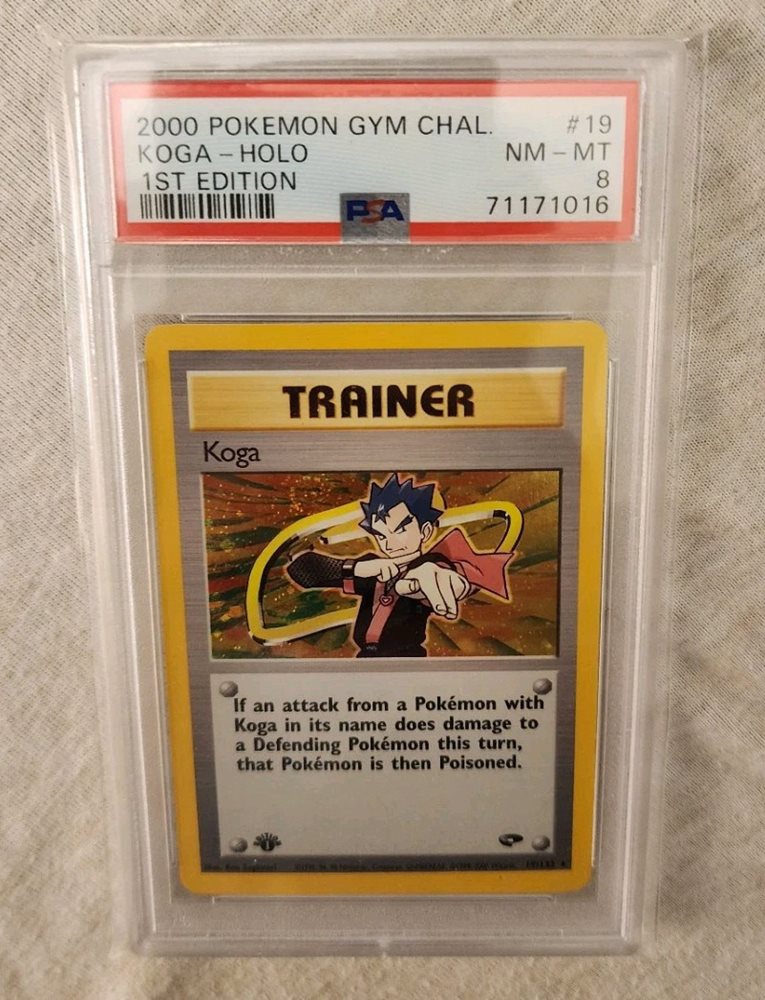 2000 POKEMON GYM CHAL. #19
KOGA – HOLO NM – MT
1ST EDITION 8
PSA 71171016
TRAINER
Koga
If an attack from a Pokémon with
Koga in its name does damage to
a Defending Pokémon this turn,
that Pokémon is then Poisoned.
1